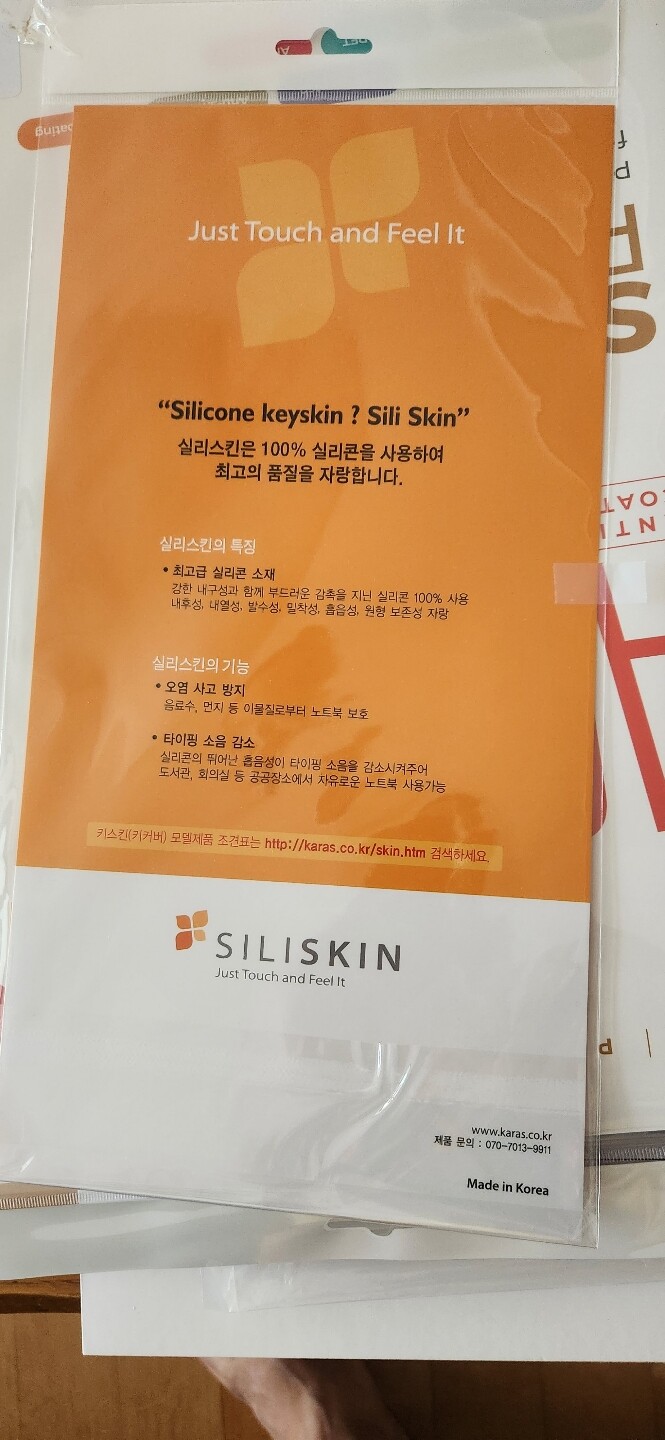 Just Touch and Feel It
“Silicone keyskin ? Sili Skin”
실리스킨은 100% 실리콘을 사용하여
최고의 품질을 자랑합니다.
실리스킨의 특징
• 최고급 실리콘 소재
강한 내구성과 함께 부드러운 감촉을 지닌 실리콘 100% 사용
내후성, 내열성, 발수성, 밀착성, 흡음성, 원형 보존성 자랑
실리스킨의 기능
• 오염 사고 방지
음료수, 먼지 등 이물질로부터 노트북 보호
• 타이핑 소음 감소
실리콘의 뛰어난 흡음성이 타이핑 소음을 감소시켜주어
도서관, 회의실 등 공공장소에서 자유로운 노트북 사용가능
키스킨(키커버) 모델제품 조견표는 http://karas.co.kr/skin.htm 검색하세요.
SILISKIN
Just Touch and Feel It
www.karas.co.kr
제품 문의 : 070-7013-9911
Made in Korea